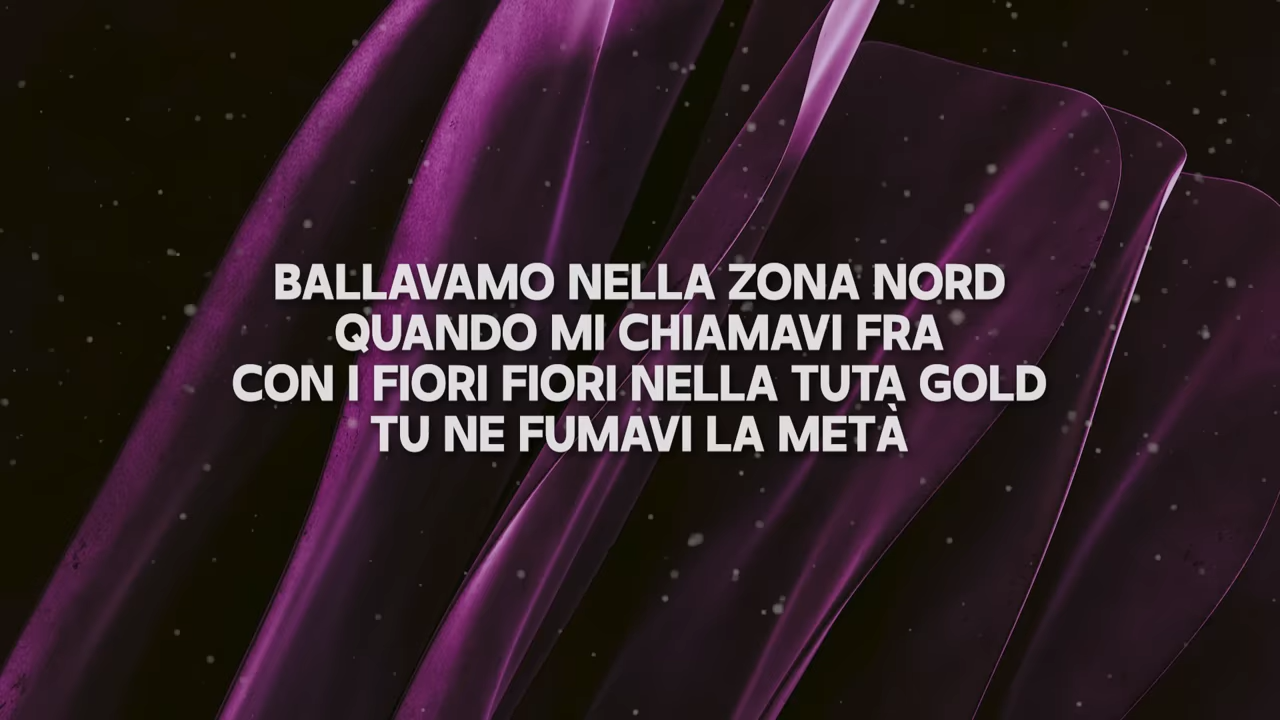 BALLAVAMO NELLA ZONA NORD
QUANDO MI CHIAMAVI FRA
CON I FIORI FIORI NELLA TUTA GOLD
TU NE FUMAVI LA METÀ